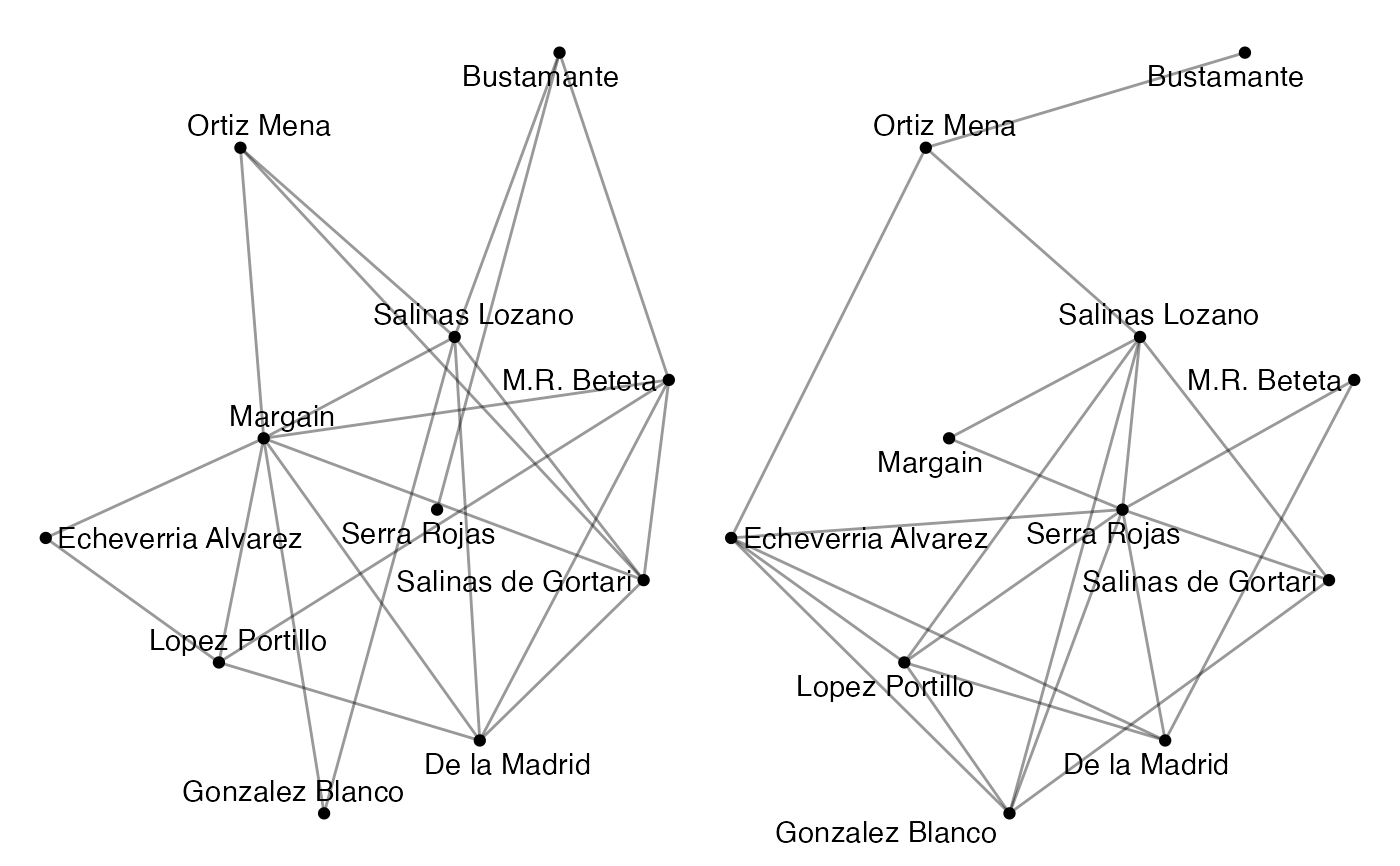 Bustamante
Ortiz Mena
Salinas Lozano
M.R. Beteta
Margain
Serra Rojas
Echeverria Alvarez
Salinas de Gortari
Lopez Portillo
De la Madrid
Gonzalez Blanco
Bustamante
Ortiz Mena
Salinas Lozano
M.R. Beteta
Margain
Serra Rojas
Echeverria Alvarez
Salinas de Gortari
Lopez Portillo
De la Madrid
Gonzalez Blanco